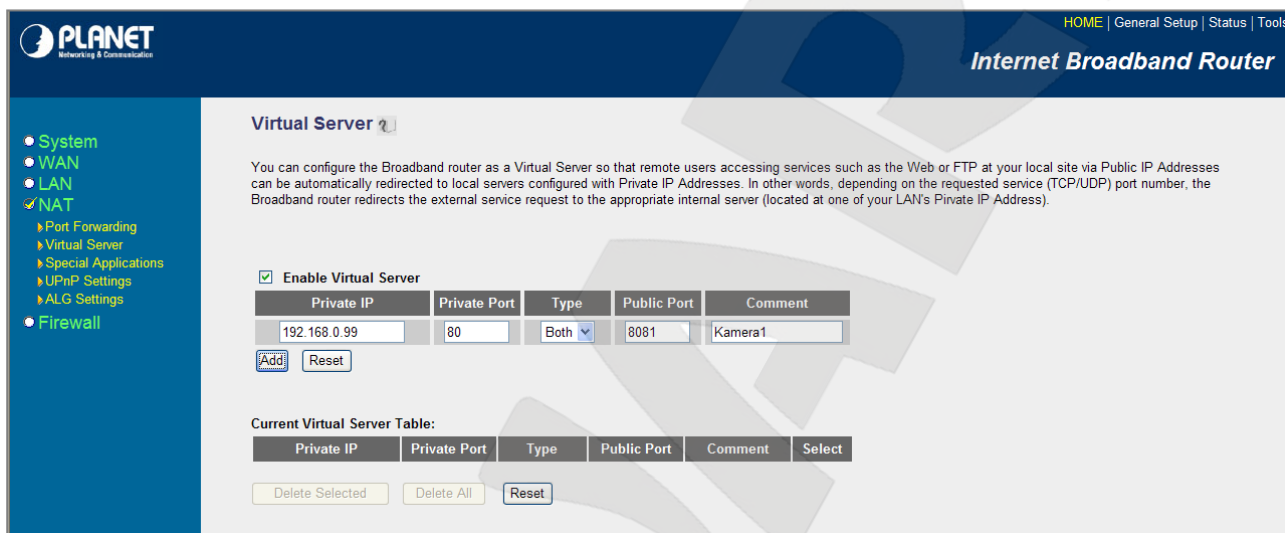 PLANET
Networking & Communication
HOME | General Setup | Status | Tools
Internet Broadband Router
System
WAN
LAN
NAT
Port Forwarding
Virtual Server
Special Applications
UPnP Settings
ALG Settings
Firewall
Virtual Server
You can configure the Broadband router as a Virtual Server so that remote users accessing services such as the Web or FTP at your local site via Public IP Addresses
can be automatically redirected to local servers configured with Private IP Addresses. In other words, depending on the requested service (TCP/UDP) port number, the
Broadband router redirects the external service request to the appropriate internal server (located at one of your LAN's Private IP Address).
Enable Virtual Server
Private IP Private Port Type Public Port Comment
192.168.0.99 80 Both 8081 Kamera1
Add Reset
Current Virtual Server Table:
Private IP Private Port Type Public Port Comment Select
Delete Selected Delete All Reset